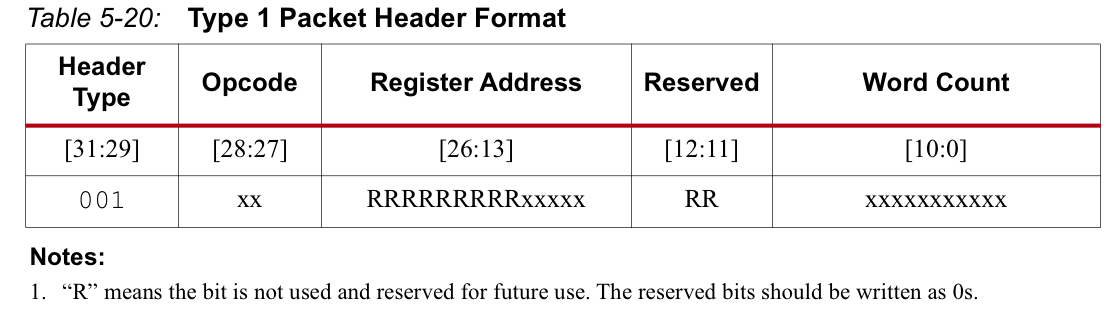 Table 5-20: Type 1 Packet Header Format
Header Type Opcode Register Address Reserved Word Count
[31:29] [28:27] [26:13] [12:11] [10:0]
001 xx RRRRRRRRRxxxxx RR xxxxxxxxxxx
Notes:
1. “R” means the bit is not used and reserved for future use. The reserved bits should be written as 0s.